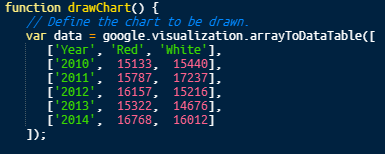 function drawChart() {
// Define the chart to be drawn.
var data = google.visualization.arrayToDataTable([
['Year', 'Red', 'White'],
['2010', 15133, 15440],
['2011', 15787, 17237],
['2012', 16157, 15216],
['2013', 15322, 14676],
['2014', 16768, 16012]
]);